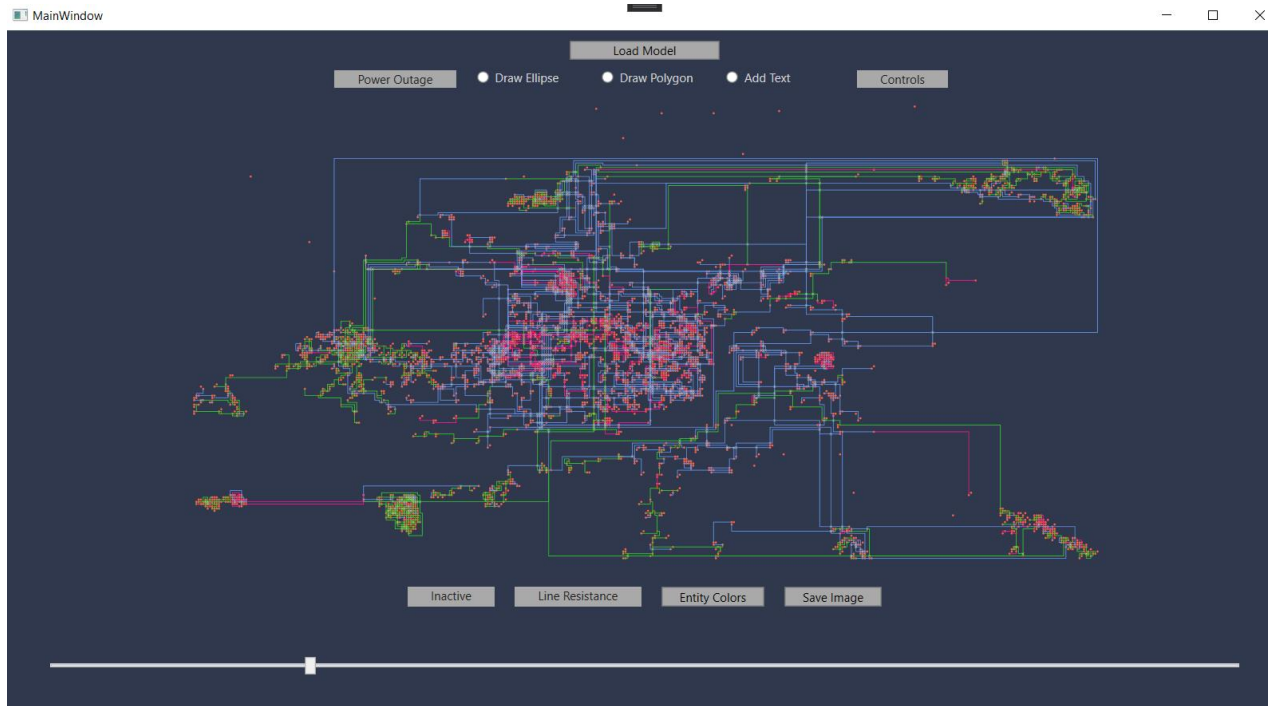 MainWindow
Load Model
Power Outage
Draw Ellipse
Draw Polygon
Add Text
Controls
Inactive
Line Resistance
Entity Colors
Save Image